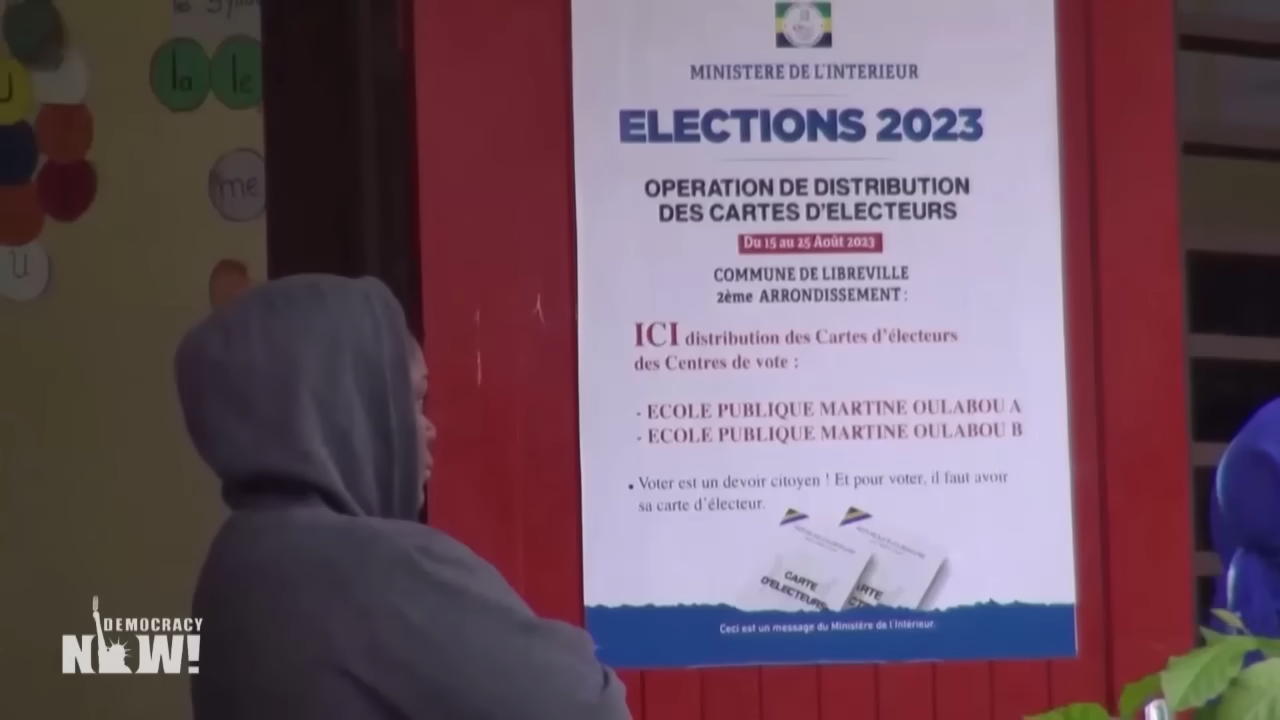 la le
me
u
MINISTERE DE L'INTERIEUR
ELECTIONS 2023
OPERATION DE DISTRIBUTION
DES CARTES D'ELECTEURS
Du 15 au 25 Août 2023
COMMUNE DE LIBREVILLE
2ème ARRONDISSEMENT :
ICI distribution des Cartes d'électeurs
des Centres de vote :
- ECOLE PUBLIQUE MARTINE OULABOU A
- ECOLE PUBLIQUE MARTINE OULABOU B
• Voter est un devoir citoyen ! Et pour voter, il faut avoir
sa carte d'électeur.
CARTE
D'ELECTEURS
Ceci est un message du Ministère de l'Intérieur.
DEMOCRACY
NOW!